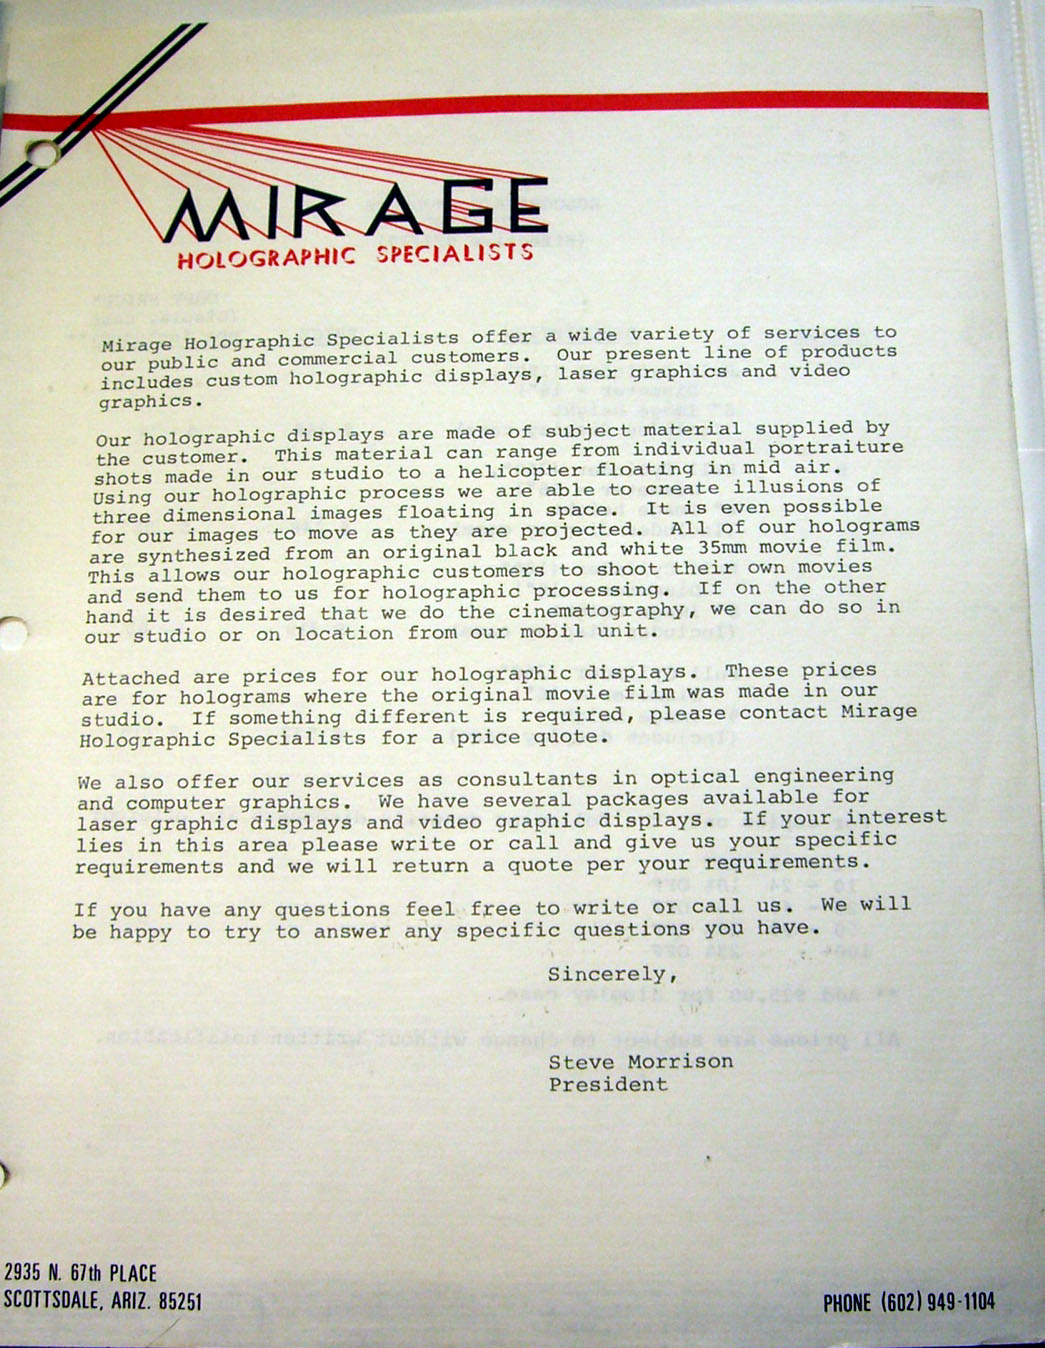 MIRAGE
HOLOGRAPHIC SPECIALISTS
Mirage Holographic Specialists offer a wide variety of services to
our public and commercial customers. Our present line of products
includes custom holographic displays, laser graphics and video
graphics.
Our holographic displays are made of subject material supplied by
the customer. This material can range from individual portraiture
shots made in our studio to a helicopter floating in mid air.
Using our holographic process we are able to create illusions of
three dimensional images floating in space. It is even possible
for our images to move as they are projected. All of our holograms
are synthesized from an original black and white 35mm movie film.
This allows our holographic customers to shoot their own movies
and send them to us for holographic processing. If on the other
hand it is desired that we do the cinematography, we can do so in
our studio or on location from our mobil unit.
Attached are prices for our holographic displays. These prices
are for holograms where the original movie film was made in our
studio. If something different is required, please contact Mirage
Holographic Specialists for a price quote.
We also offer our services as consultants in optical engineering
and computer graphics. We have several packages available for
laser graphic displays and video graphic displays. If your interest
lies in this area please write or call and give us your specific
requirements and we will return a quote per your requirements.
If you have any questions feel free to write or call us. We will
be happy to try to answer any specific questions you have.
Sincerely,
Steve Morrison
President
2935 N. 67th PLACE
SCOTTSDALE, ARIZ. 85251
PHONE (602) 949-1104